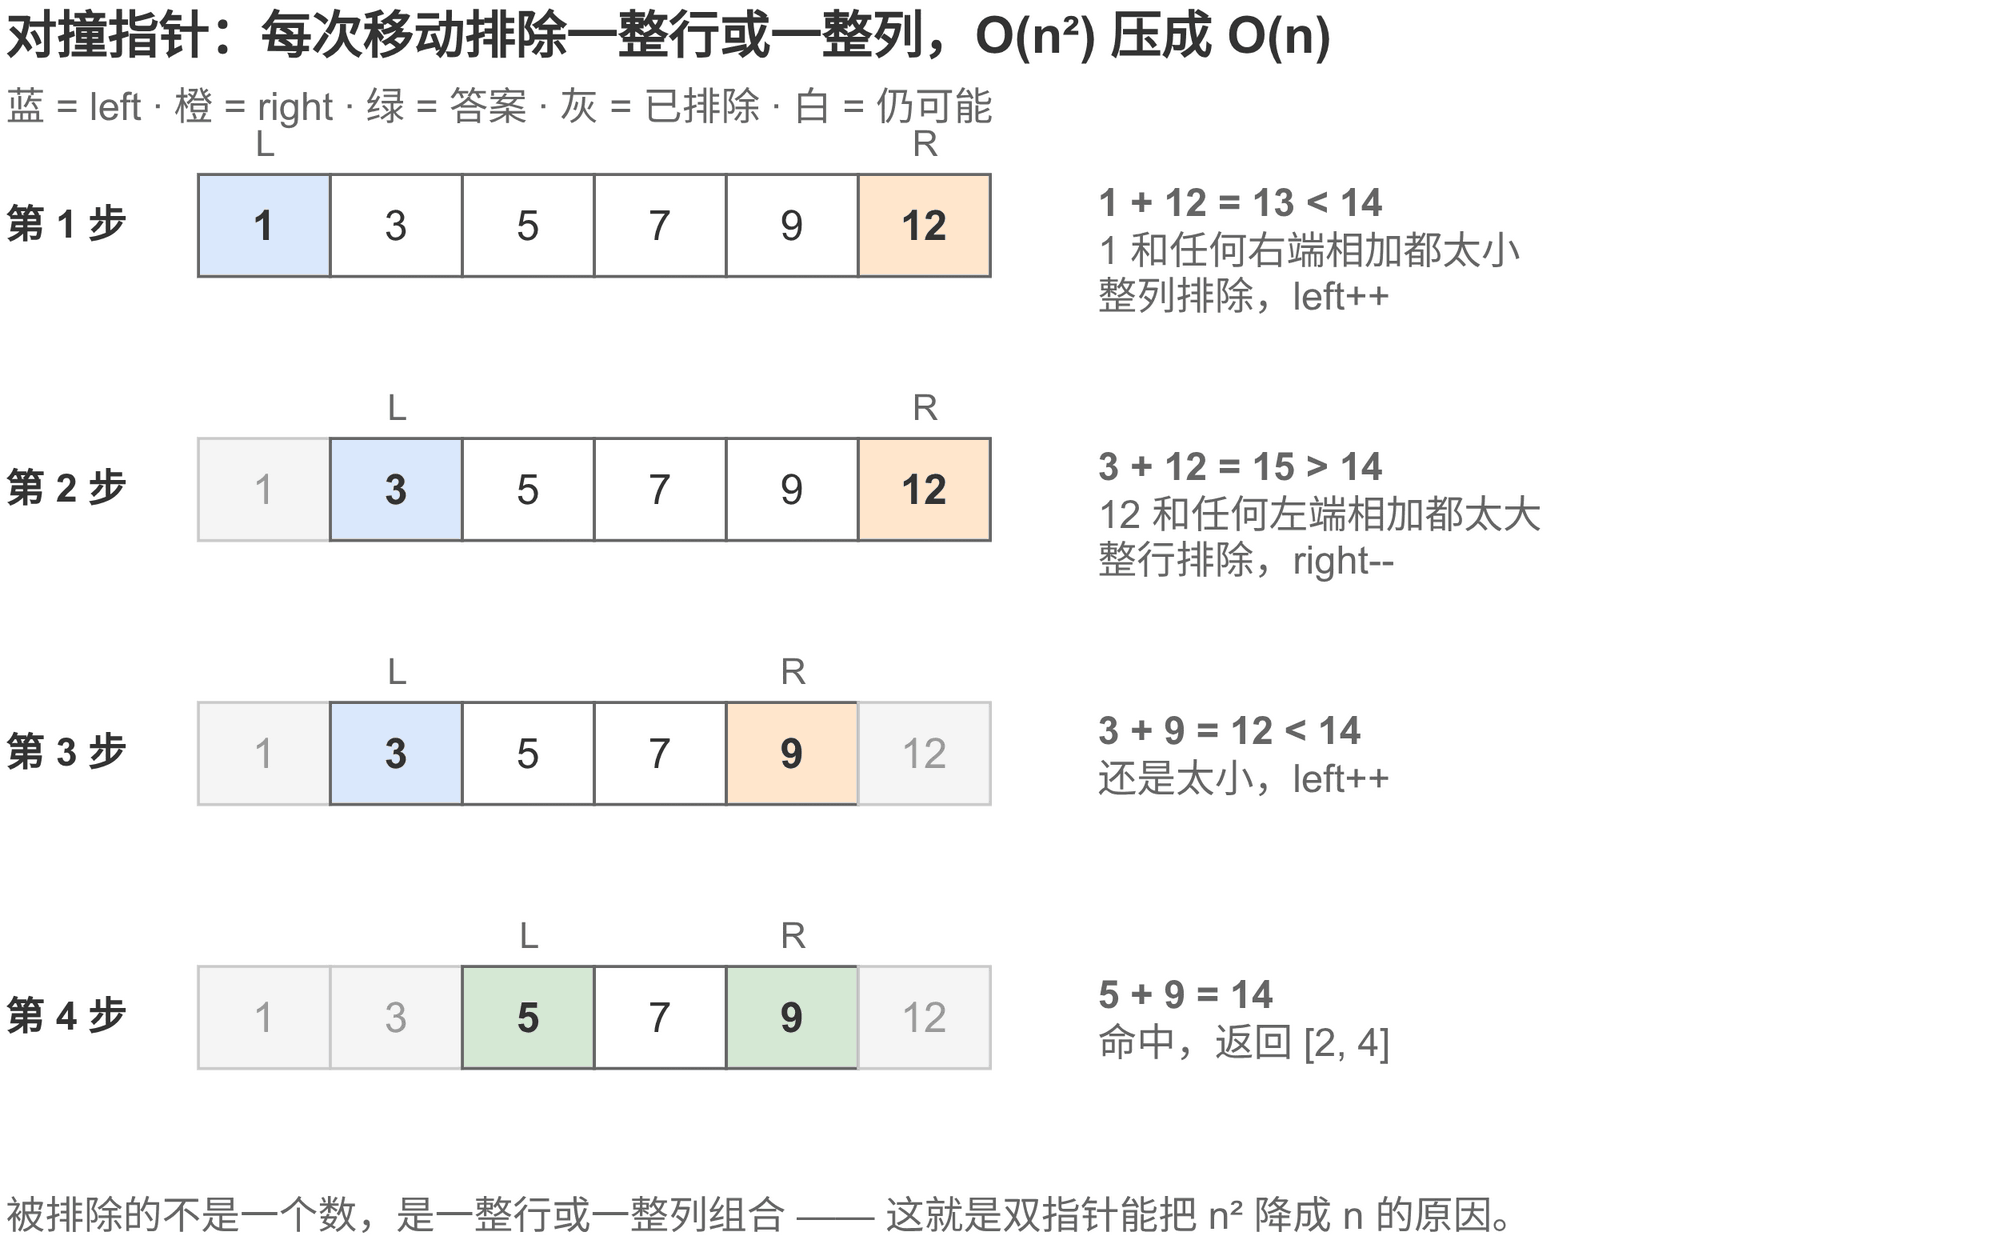 对撞指针：每次移动排除一整行或一整列，O(n²) 压成 O(n)
蓝 = left · 橙 = right · 绿 = 答案 · 灰 = 已排除 · 白 = 仍可能
L R
第 1 步 1 3 5 7 9 12
1 + 12 = 13 < 14
1 和任何右端相加都太小
整列排除，left++
L R
第 2 步 1 3 5 7 9 12
3 + 12 = 15 > 14
12 和任何左端相加都太大
整行排除，right--
L R
第 3 步 1 3 5 7 9 12
3 + 9 = 12 < 14
还是太小，left++
L R
第 4 步 1 3 5 7 9 12
5 + 9 = 14
命中，返回 [2, 4]
被排除的不是一个数，是一整行或一整列组合 —— 这就是双指针能把 n² 降成 n 的原因。